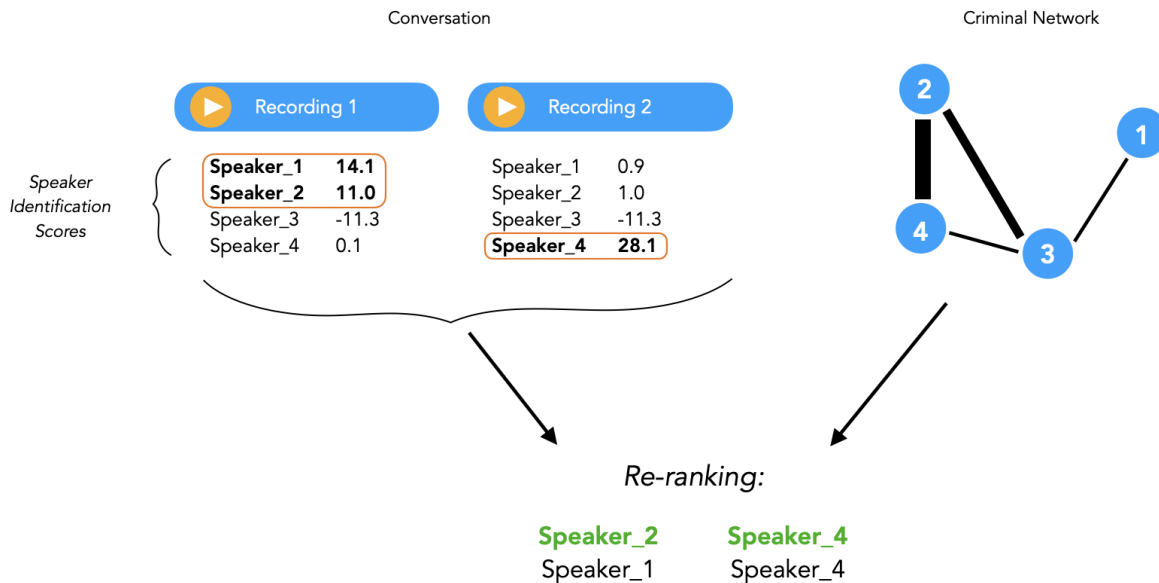 Conversation
Criminal Network
Recording 1
Recording 2
Speaker
Identification
Scores
Speaker_1 14.1
Speaker_2 11.0
Speaker_3 -11.3
Speaker_4 0.1
Speaker_1 0.9
Speaker_2 1.0
Speaker_3 -11.3
Speaker_4 28.1
2
1
4
3
Re-ranking:
Speaker_2 Speaker_4
Speaker_1 Speaker_4